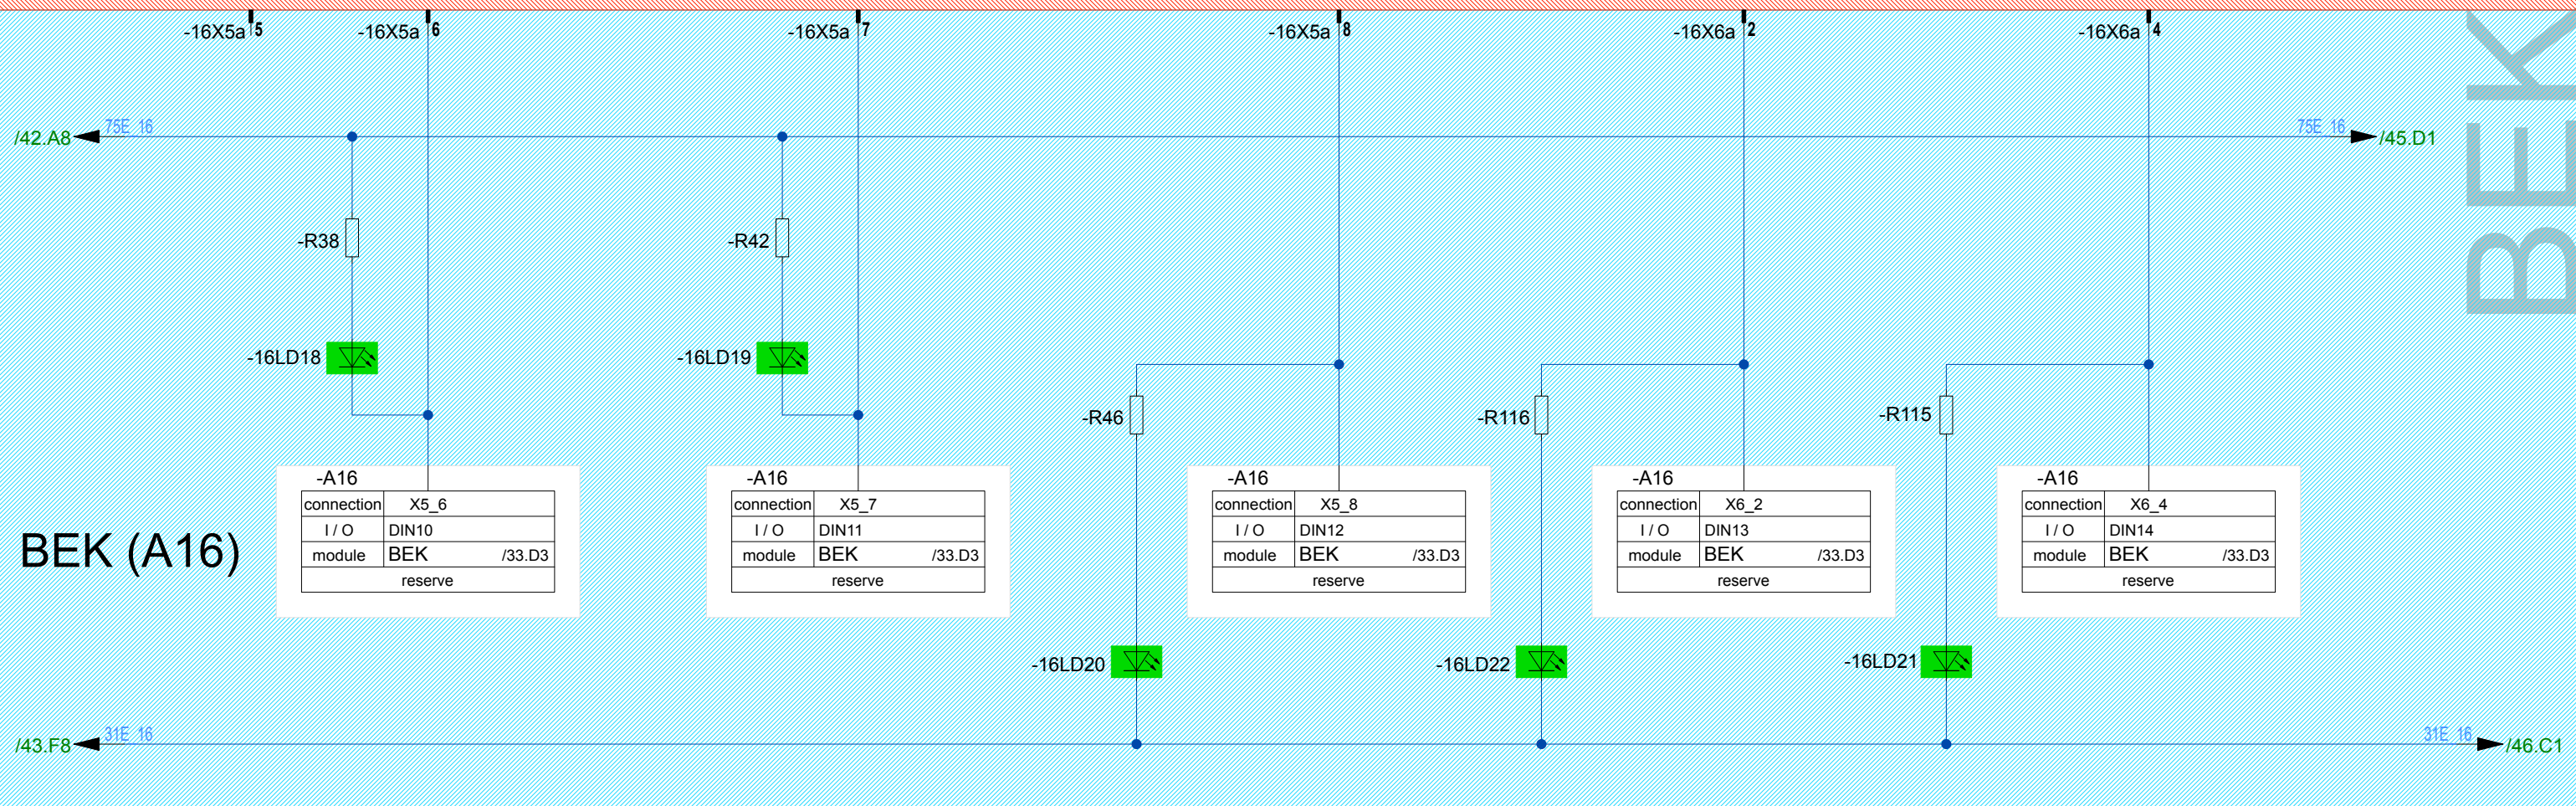 -16X5a 5 -16X5a 6 -16X5a 7 -16X5a 8 -16X6a 2 -16X6a 4
BEK
/42.A8 75E_16 75E_16 /45.D1
-R38 -R42
-16LD18 -16LD19
-R46 -R116 -R115
-A16 -A16 -A16 -A16 -A16
connection X5_6 connection X5_7 connection X5_8 connection X6_2 connection X6_4
I / O DIN10 I / O DIN11 I / O DIN12 I / O DIN13 I / O DIN14
BEK (A16) module BEK /33.D3 module BEK /33.D3 module BEK /33.D3 module BEK /33.D3 module BEK /33.D3
reserve reserve reserve reserve reserve
-16LD20 -16LD22 -16LD21
/43.F8 31E_16 31E_16 /46.C1